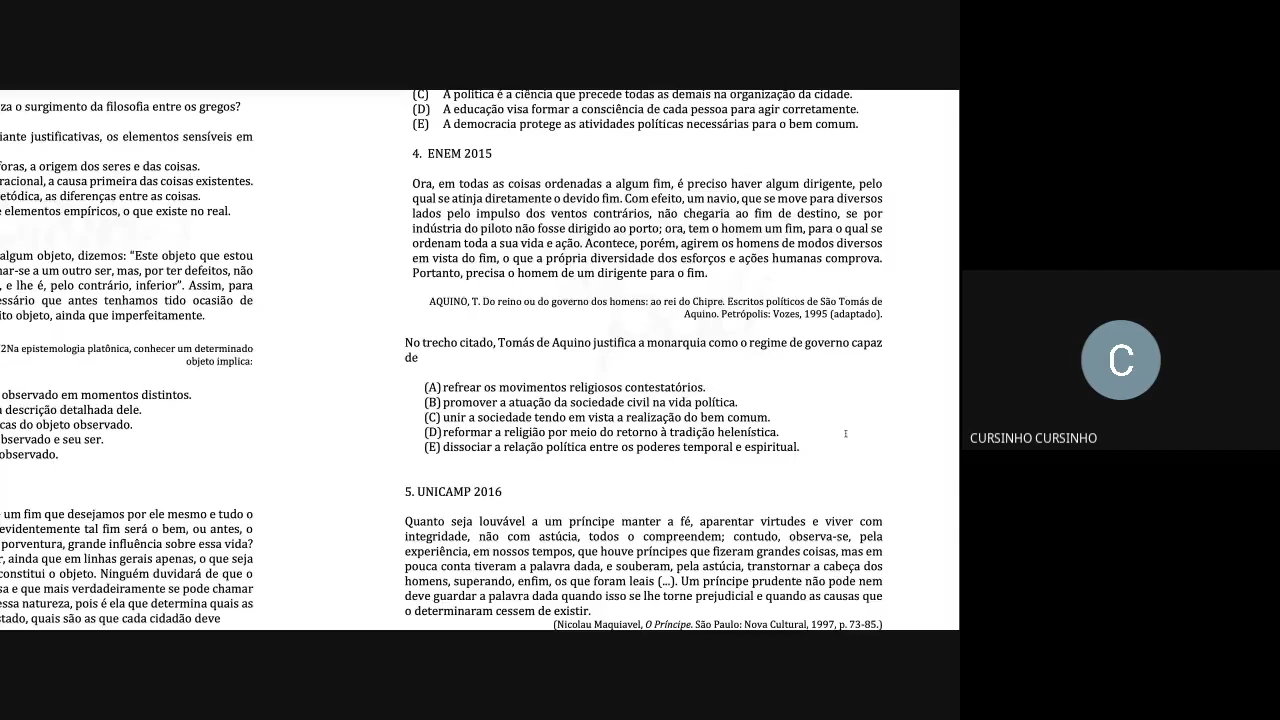 za o surgimento da filosofia entre os gregos?
iante justificativas, os elementos sensíveis em
foras, a origem dos seres e das coisas.
racional, a causa primeira das coisas existentes.
etódica, as diferenças entre as coisas.
e elementos empíricos, o que existe no real.
algum objeto, dizemos: “Este objeto que estou
nar-se a um outro ser, mas, por ter defeitos, não
, e lhe é, pelo contrário, inferior”. Assim, para
essário que antes tenhamos tido ocasião de
ito objeto, ainda que imperfeitamente.
2Na epistemologia platônica, conhecer um determinado
objeto implica:
observado em momentos distintos.
a descrição detalhada dele.
cas do objeto observado.
bservado e seu ser.
observado.
e um fim que desejamos por ele mesmo e tudo o
evidentemente tal fim será o bem, ou antes, o
porventura, grande influência sobre essa vida?
r, ainda que em linhas gerais apenas, o que seja
constitui o objeto. Ninguém duvidará de que o
sa e que mais verdadeiramente se pode chamar
essa natureza, pois é ela que determina quais as
stado, quais são as que cada cidadão deve
(C) A política é a ciência que precede todas as demais na organização da cidade.
(D) A educação visa formar a consciência de cada pessoa para agir corretamente.
(E) A democracia protege as atividades políticas necessárias para o bem comum.
4. ENEM 2015
Ora, em todas as coisas ordenadas a algum fim, é preciso haver algum dirigente, pelo
qual se atinja diretamente o devido fim. Com efeito, um navio, que se move para diversos
lados pelo impulso dos ventos contrários, não chegaria ao fim de destino, se por
indústria do piloto não fosse dirigido ao porto; ora, tem o homem um fim, para o qual se
ordenam toda a sua vida e ação. Acontece, porém, agirem os homens de modos diversos
em vista do fim, o que a própria diversidade dos esforços e ações humanas comprova.
Portanto, precisa o homem de um dirigente para o fim.
AQUINO, T. Do reino ou do governo dos homens: ao rei do Chipre. Escritos políticos de São Tomás de
Aquino. Petrópolis: Vozes, 1995 (adaptado).
No trecho citado, Tomás de Aquino justifica a monarquia como o regime de governo capaz
de
(A) refrear os movimentos religiosos contestatórios.
(B) promover a atuação da sociedade civil na vida política.
(C) unir a sociedade tendo em vista a realização do bem comum.
(D) reformar a religião por meio do retorno à tradição helenística.
(E) dissociar a relação política entre os poderes temporal e espiritual.
5. UNICAMP 2016
Quanto seja louvável a um príncipe manter a fé, aparentar virtudes e viver com
integridade, não com astúcia, todos o compreendem; contudo, observa-se, pela
experiência, em nossos tempos, que houve príncipes que fizeram grandes coisas, mas em
pouca conta tiveram a palavra dada, e souberam, pela astúcia, transtornar a cabeça dos
homens, superando, enfim, os que foram leais (...). Um príncipe prudente não pode nem
deve guardar a palavra dada quando isso se lhe torne prejudicial e quando as causas que
o determinaram cessem de existir.
(Nicolau Maquiavel, O Príncipe. São Paulo: Nova Cultural, 1997, p. 73-85.)
C
CURSINHO CURSINHO